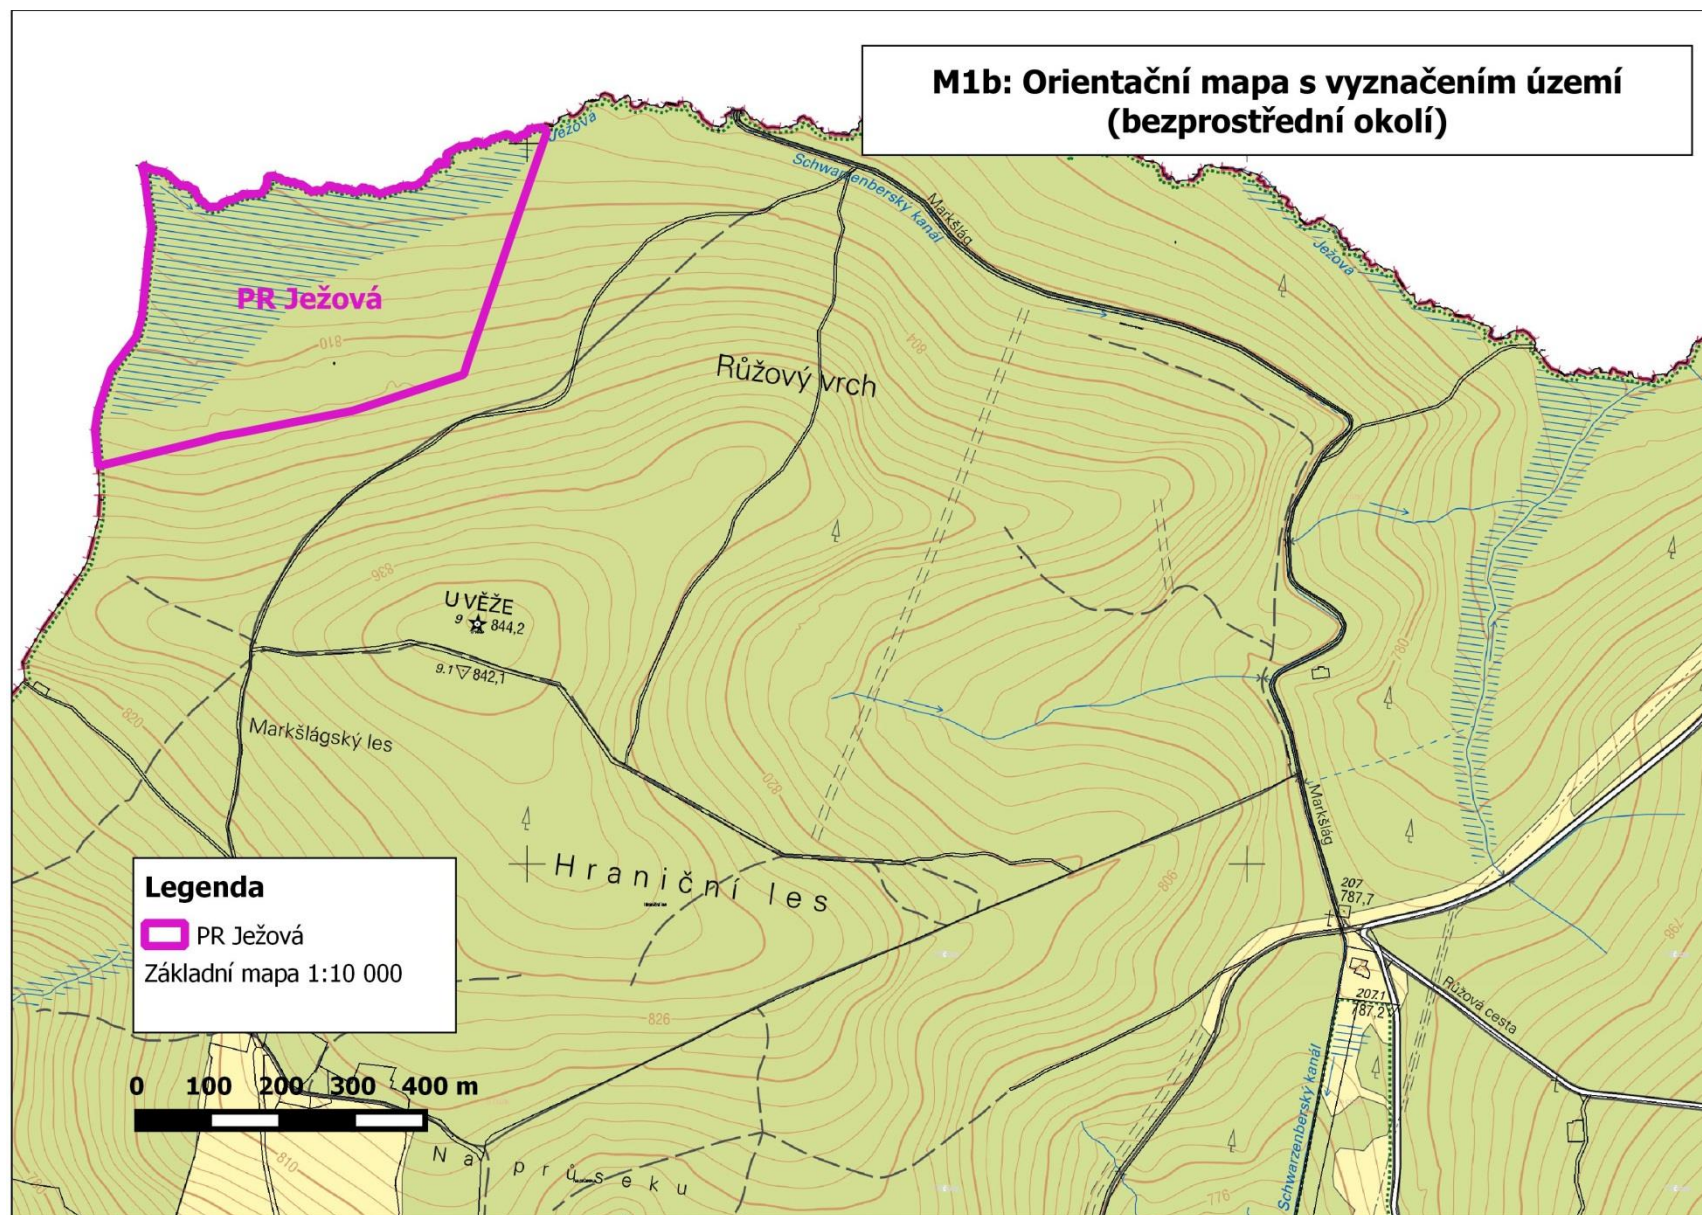 M1b: Orientační mapa s vyznačením území
(bezprostřední okolí)
Ježová
Schwarzenberský kanál
Markšlág
Ježová
PR Ježová
810
804
Růžový vrch
836
U VĚŽE
9 844,2
9.1 842,1
780
820
Markšlágský les
820
Markšlág
Hraniční les
806
207
787,7
Legenda
PR Ježová
Základní mapa 1:10 000
798
207.1
787,2
Růžová cesta
826
Schwarzenberský kanál
0 100 200 300 400 m
810
Na průseku
776